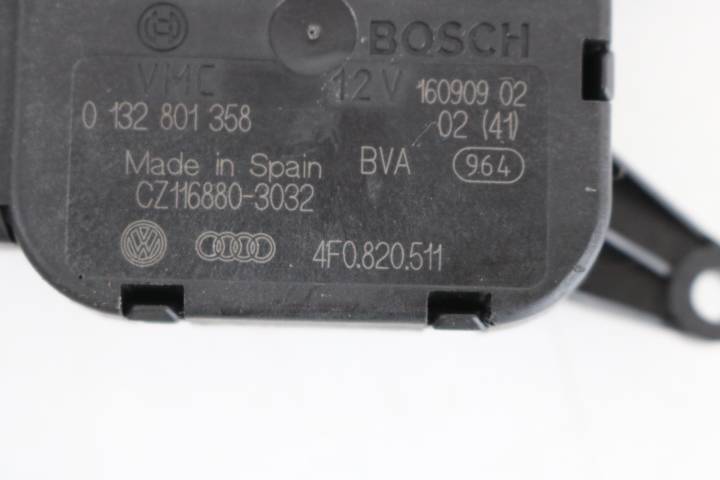 BOSCH
VMC 12V 160909 02
0 132 801 358 02 (41)
Made in Spain BVA 964
CZ116880-3032
4F0.820.511